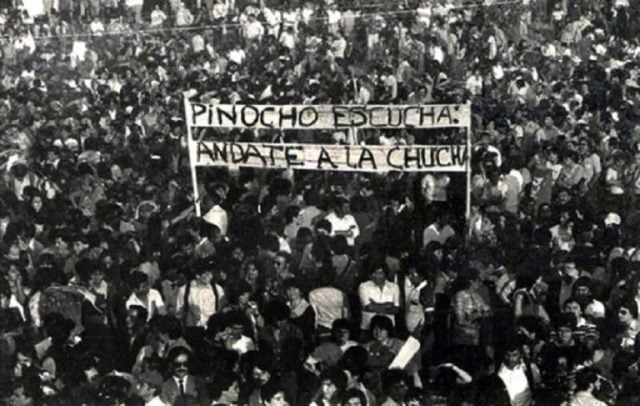 PINOCHO ESCUCHA:
ANDATE A LA CHUCHA